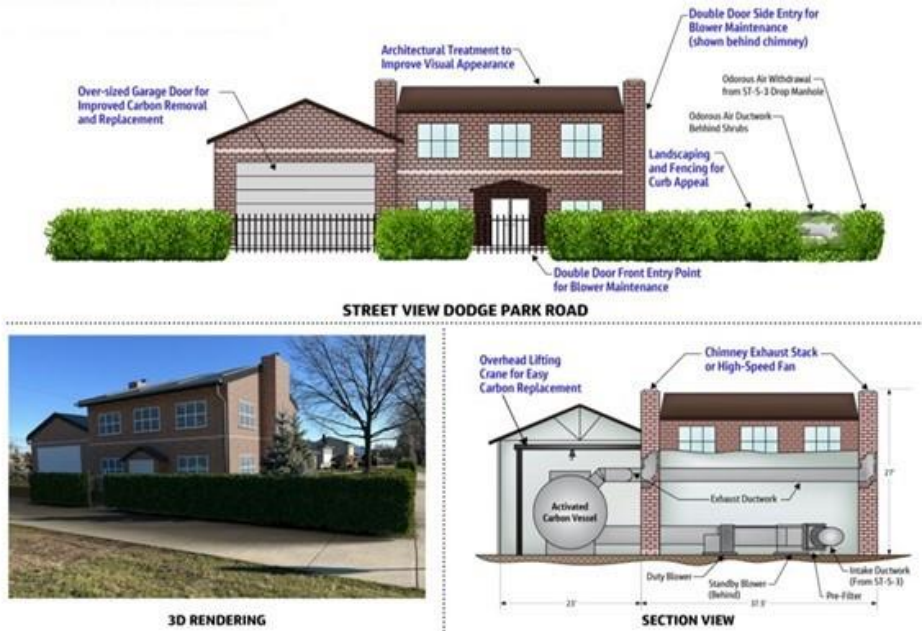 Double Door Side Entry for
Blower Maintenance
(shown behind chimney)
Architectural Treatment to
Improve Visual Appearance
Over-sized Garage Door for
Improved Carbon Removal
and Replacement
Odorous Air Withdrawal
from ST-S-3 Drop Manhole
Odorous Air Ductwork
Behhind Shrubs
Landscaping
and Fencing for
Curb Appeal
Double Door Front Entry Point
for Blower Maintenance
STREET VIEW DODGE PARK ROAD
3D RENDERING
Overhead Lifting
Crane for Easy
Carbon Replacement
Chimney Exhaust Stack
or High-Speed Fan
27'
Exhaust Ductwork
Activated
Carbon Vessel
Duty Blower
Standby Blower
(Behind)
Pre-Filter
Intake Ductwork
(From ST-S-3)
23'
37.5'
SECTION VIEW